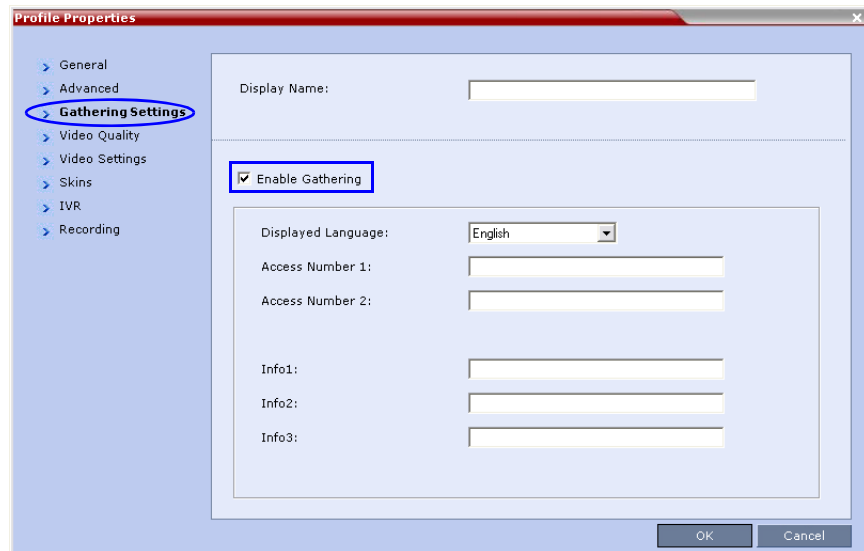 Profile Properties
General
Advanced
Gathering Settings
Video Quality
Video Settings
Skins
IVR
Recording
Display Name:
Enable Gathering
Displayed Language: English
Access Number 1:
Access Number 2:
Info1:
Info2:
Info3:
OK Cancel